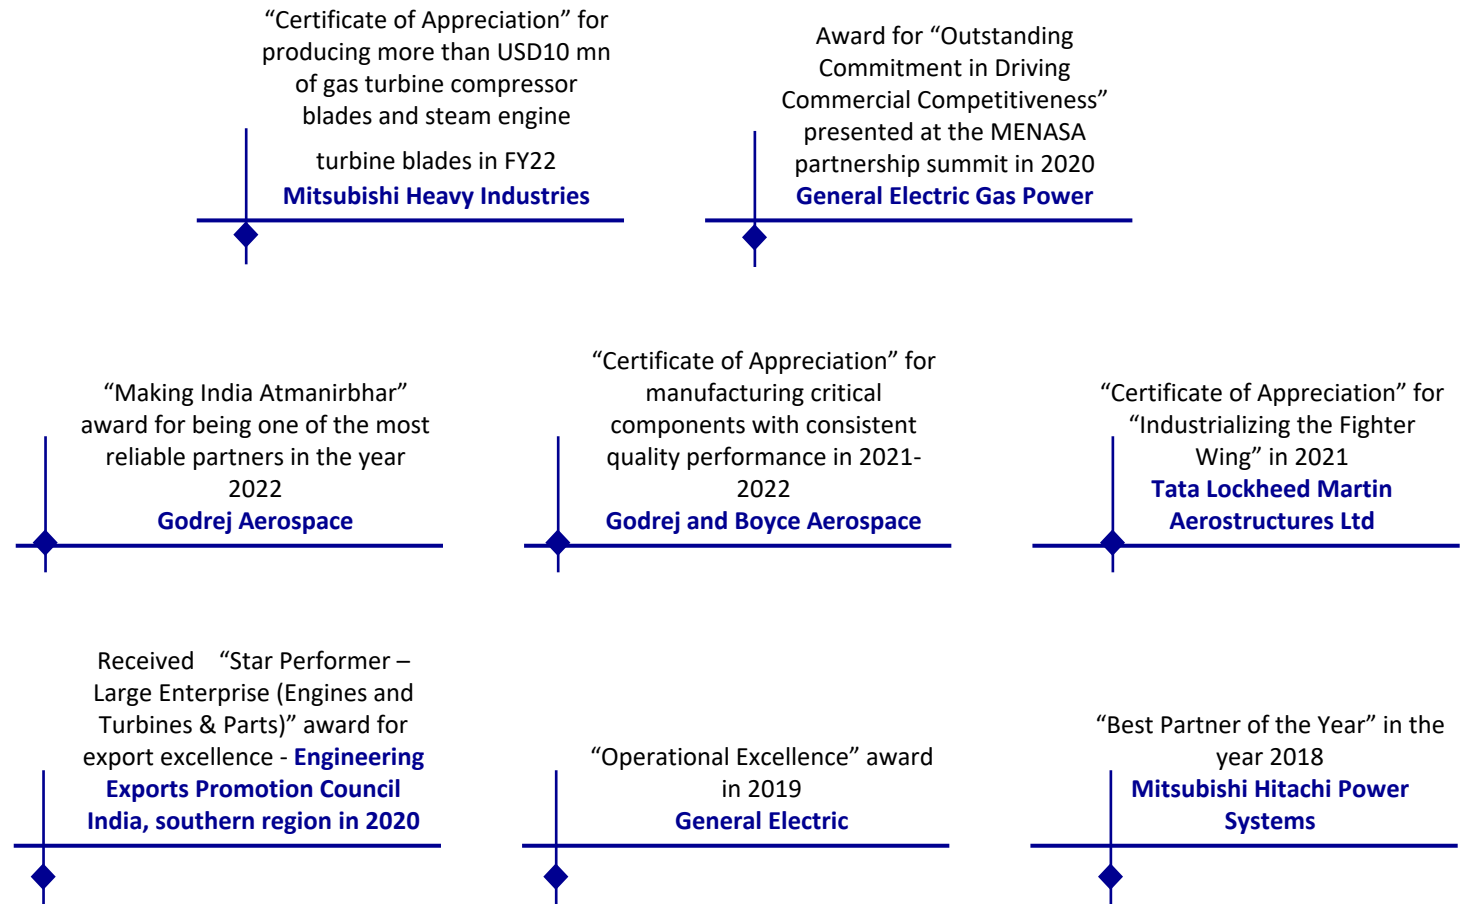 “Certificate of Appreciation” for
producing more than USD10 mn
of gas turbine compressor
blades and steam engine
turbine blades in FY22
Mitsubishi Heavy Industries
Award for “Outstanding
Commitment in Driving
Commercial Competitiveness”
presented at the MENASA
partnership summit in 2020
General Electric Gas Power
“Making India Atmanirbhar”
award for being one of the most
reliable partners in the year
2022
Godrej Aerospace
“Certificate of Appreciation” for
manufacturing critical
components with consistent
quality performance in 2021-
2022
Godrej and Boyce Aerospace
“Certificate of Appreciation” for
“Industrializing the Fighter
Wing” in 2021
Tata Lockheed Martin
Aerostructures Ltd
Received “Star Performer –
Large Enterprise (Engines and
Turbines & Parts)” award for
export excellence - Engineering
Exports Promotion Council
India, southern region in 2020
“Operational Excellence” award
in 2019
General Electric
“Best Partner of the Year” in the
year 2018
Mitsubishi Hitachi Power
Systems